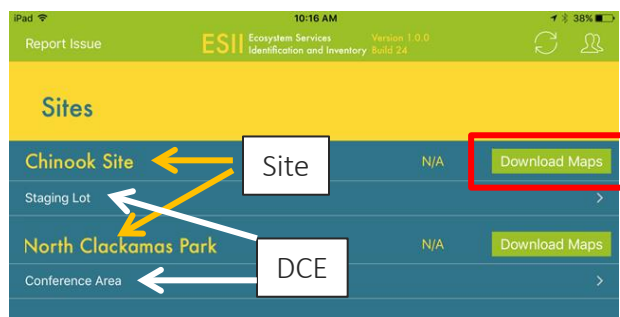 iPad 10:16 AM 38%
Report Issue ESII Ecosystem Services Version 1.0.0
Identification and Inventory Build 24
Sites
Chinook Site Site N/A Download Maps
Staging Lot
North Clackamas Park N/A Download Maps
DCE
Conference Area